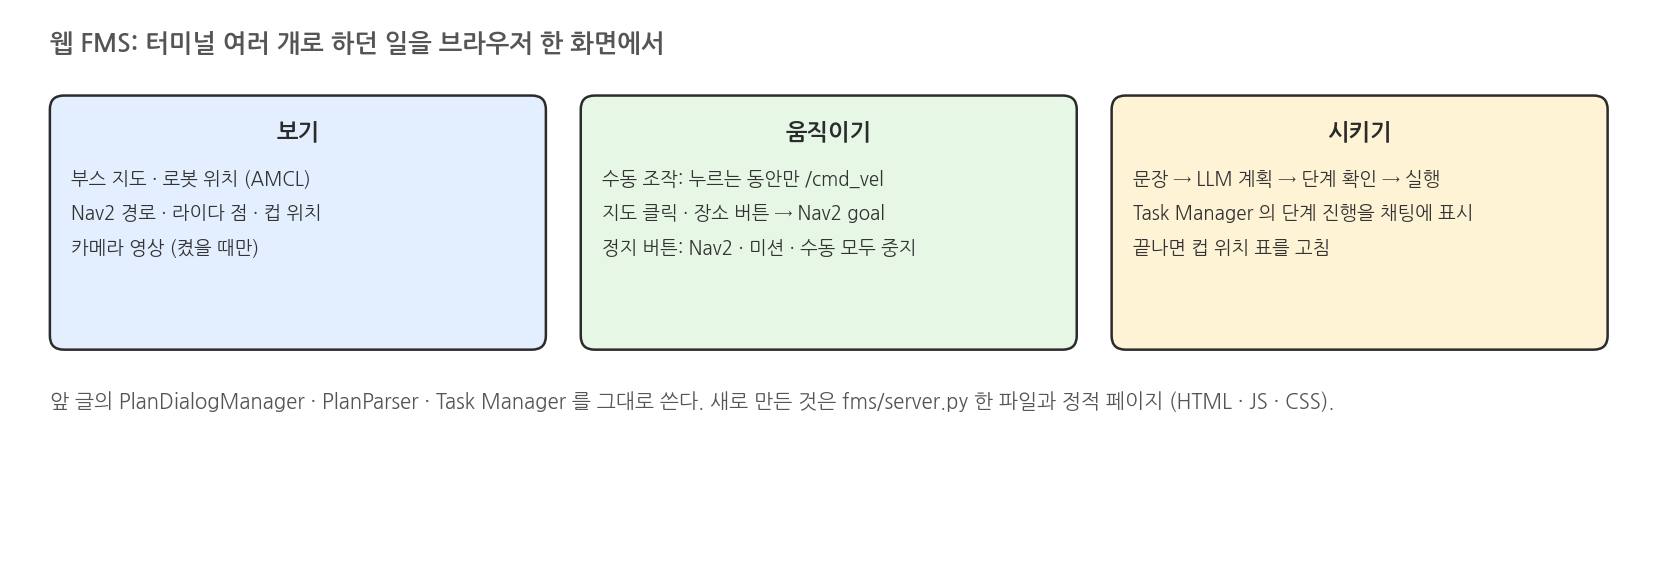 웹 FMS: 터미널 여러 개로 하던 일을 브라우저 한 화면에서
보기
부스 지도 · 로봇 위치 (AMCL)
Nav2 경로 · 라이다 점 · 컵 위치
카메라 영상 (켰을 때만)
움직이기
수동 조작: 누르는 동안만 /cmd_vel
지도 클릭 · 장소 버튼 → Nav2 goal
정지 버튼: Nav2 · 미션 · 수동 모두 중지
시키기
문장 → LLM 계획 → 단계 확인 → 실행
Task Manager 의 단계 진행을 채팅에 표시
끝나면 컵 위치 표를 고침
앞 글의 PlanDialogManager · PlanParser · Task Manager 를 그대로 쓴다. 새로 만든 것은 fms/server.py 한 파일과 정적 페이지 (HTML · JS · CSS).